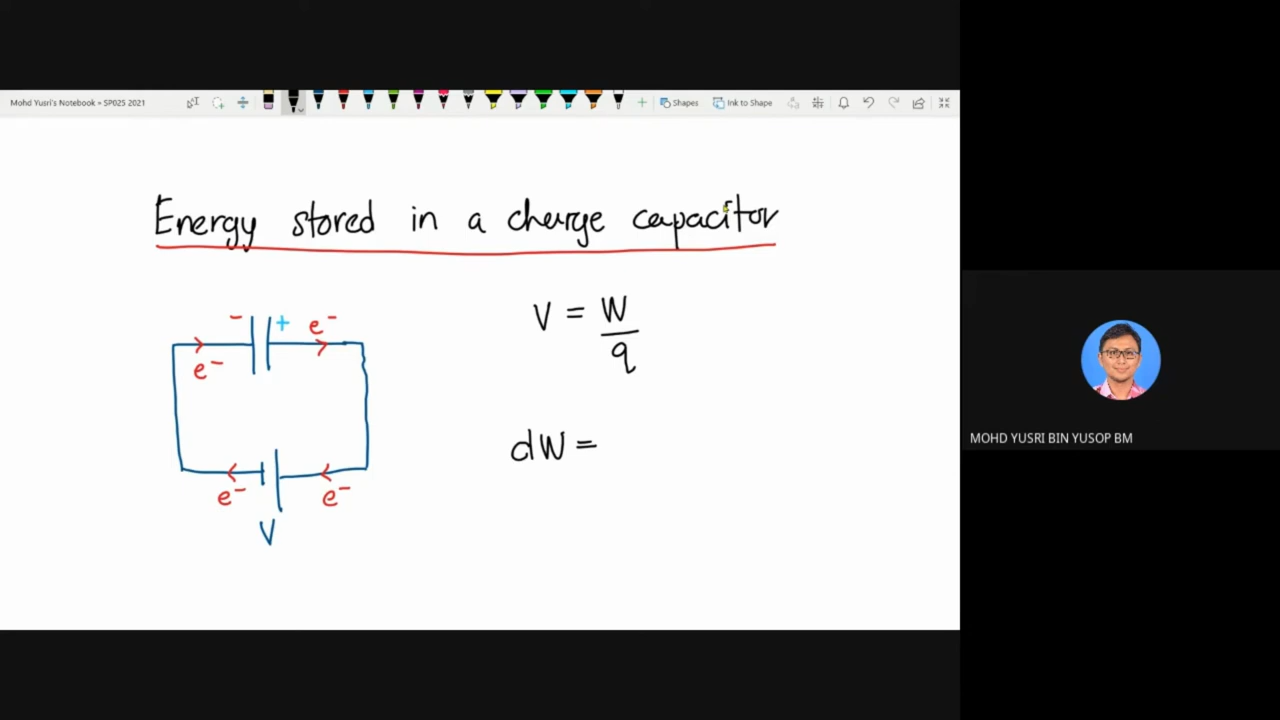 Mohd Yusri's Notebook » SP025 2021
Shapes
Ink to Shape
Energy stored in a charge capacitor
- + e⁻
e⁻
V = W
q
dW =
e⁻ e⁻
V
MOHD YUSRI BIN YUSOP BM